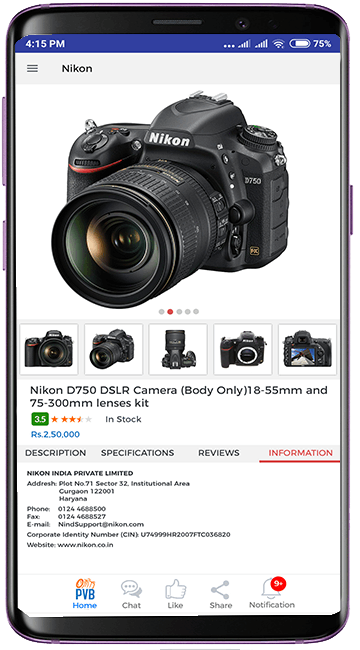 4:15 PM 75%
Nikon
Nikon
D750
Nikon D750 DSLR Camera (Body Only)18-55mm and
75-300mm lenses kit
3.5 In Stock
Rs.2,50,000
DESCRIPTION SPECIFICATIONS REVIEWS INFORMATION
NIKON INDIA PRIVATE LIMITED
Addresh: Plot No.71 Sector 32, Institutional Area
Gurgaon 122001
Haryana
Phone: 0124 4688500
Fax: 0124 4688527
E-mail: NindSupport@nikon.com
Corporate Identity Number (CIN): U74999HR2007FTC036820
Website: www.nikon.co.in
9+
PVB
Home Chat Like Share Notification